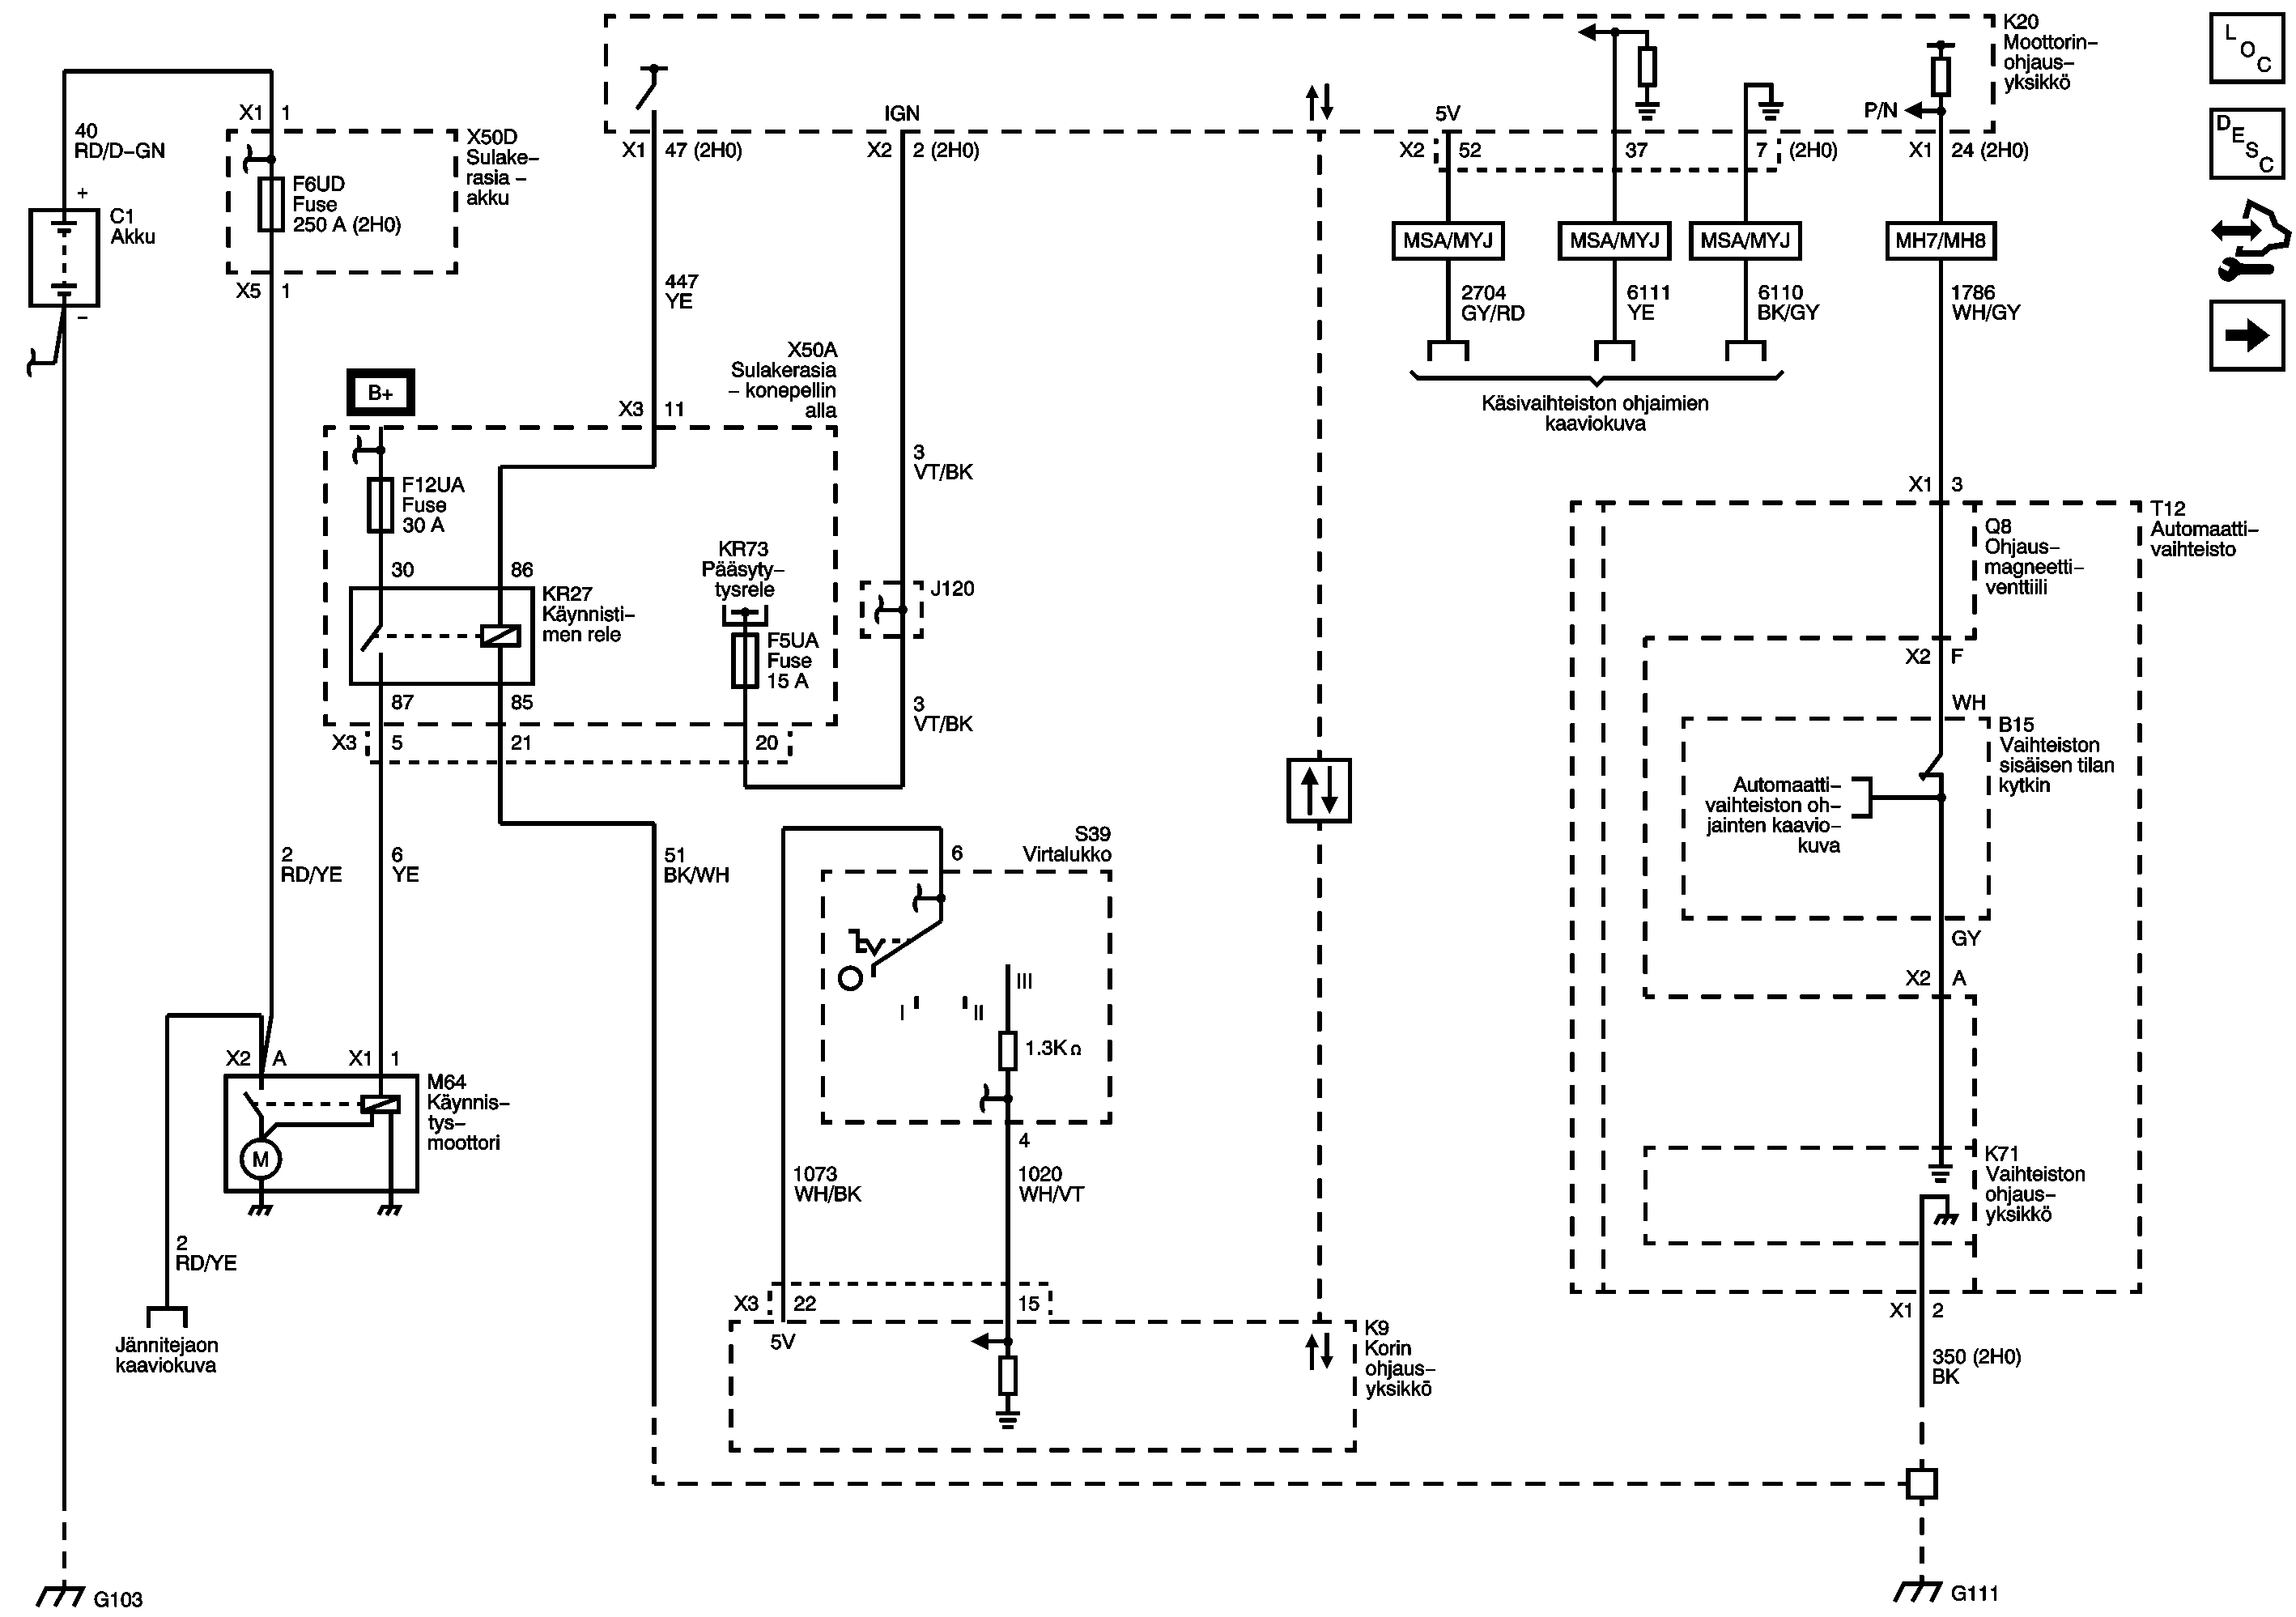 K20
Moottorin–
ohjaus–
yksikkö
L
O
C
D
E
S
C
IGN
5V
P/N
X1 47 (2H0)
X2 2 (2H0)
X2 52
37
7 (2H0)
X1 24 (2H0)
X1 1
40
RD/D–GN
X50D
Sulake–
rasia –
akku
F6UD
Fuse
250 A (2H0)
+
C1
Akku
–
X5 1
MSA/MYJ
MSA/MYJ
MSA/MYJ
MH7/MH8
447
YE
2704
GY/RD
6111
YE
6110
BK/GY
1786
WH/GY
Käsivaihteiston ohjaimien
kaaviokuva
B+
X50A
Sulakerasia
– konepellin
alla
X3 11
3
VT/BK
F12UA
Fuse
30 A
30
86
KR27
Käynnisti–
men rele
87
85
KR73
Pääsyty–
tysrele
F5UA
Fuse
15 A
J120
3
VT/BK
X3 5
21
20
X1 3
T12
Automaatti–
vaihteisto
Q8
Ohjaus–
magneetti–
venttiili
X2 F
WH
B15
Vaihteiston
sisäisen tilan
kytkin
Automaatti–
vaihteiston oh–
jainten kaavio–
kuva
GY
X2 A
2
RD/YE
6
YE
51
BK/WH
S39
Virtalukko
6
I
II
III
1.3K Ω
4
X2 A
X1 1
M64
Käynnis–
tys–
moottori
M
1073
WH/BK
1020
WH/VT
K71
Vaihteiston
ohjaus–
yksikkö
2
RD/YE
Jännitejaon
kaaviokuva
X3 22
15
5V
K9
Korin
ohjaus–
yksikkö
X1 2
350 (2H0)
BK
G103
G111